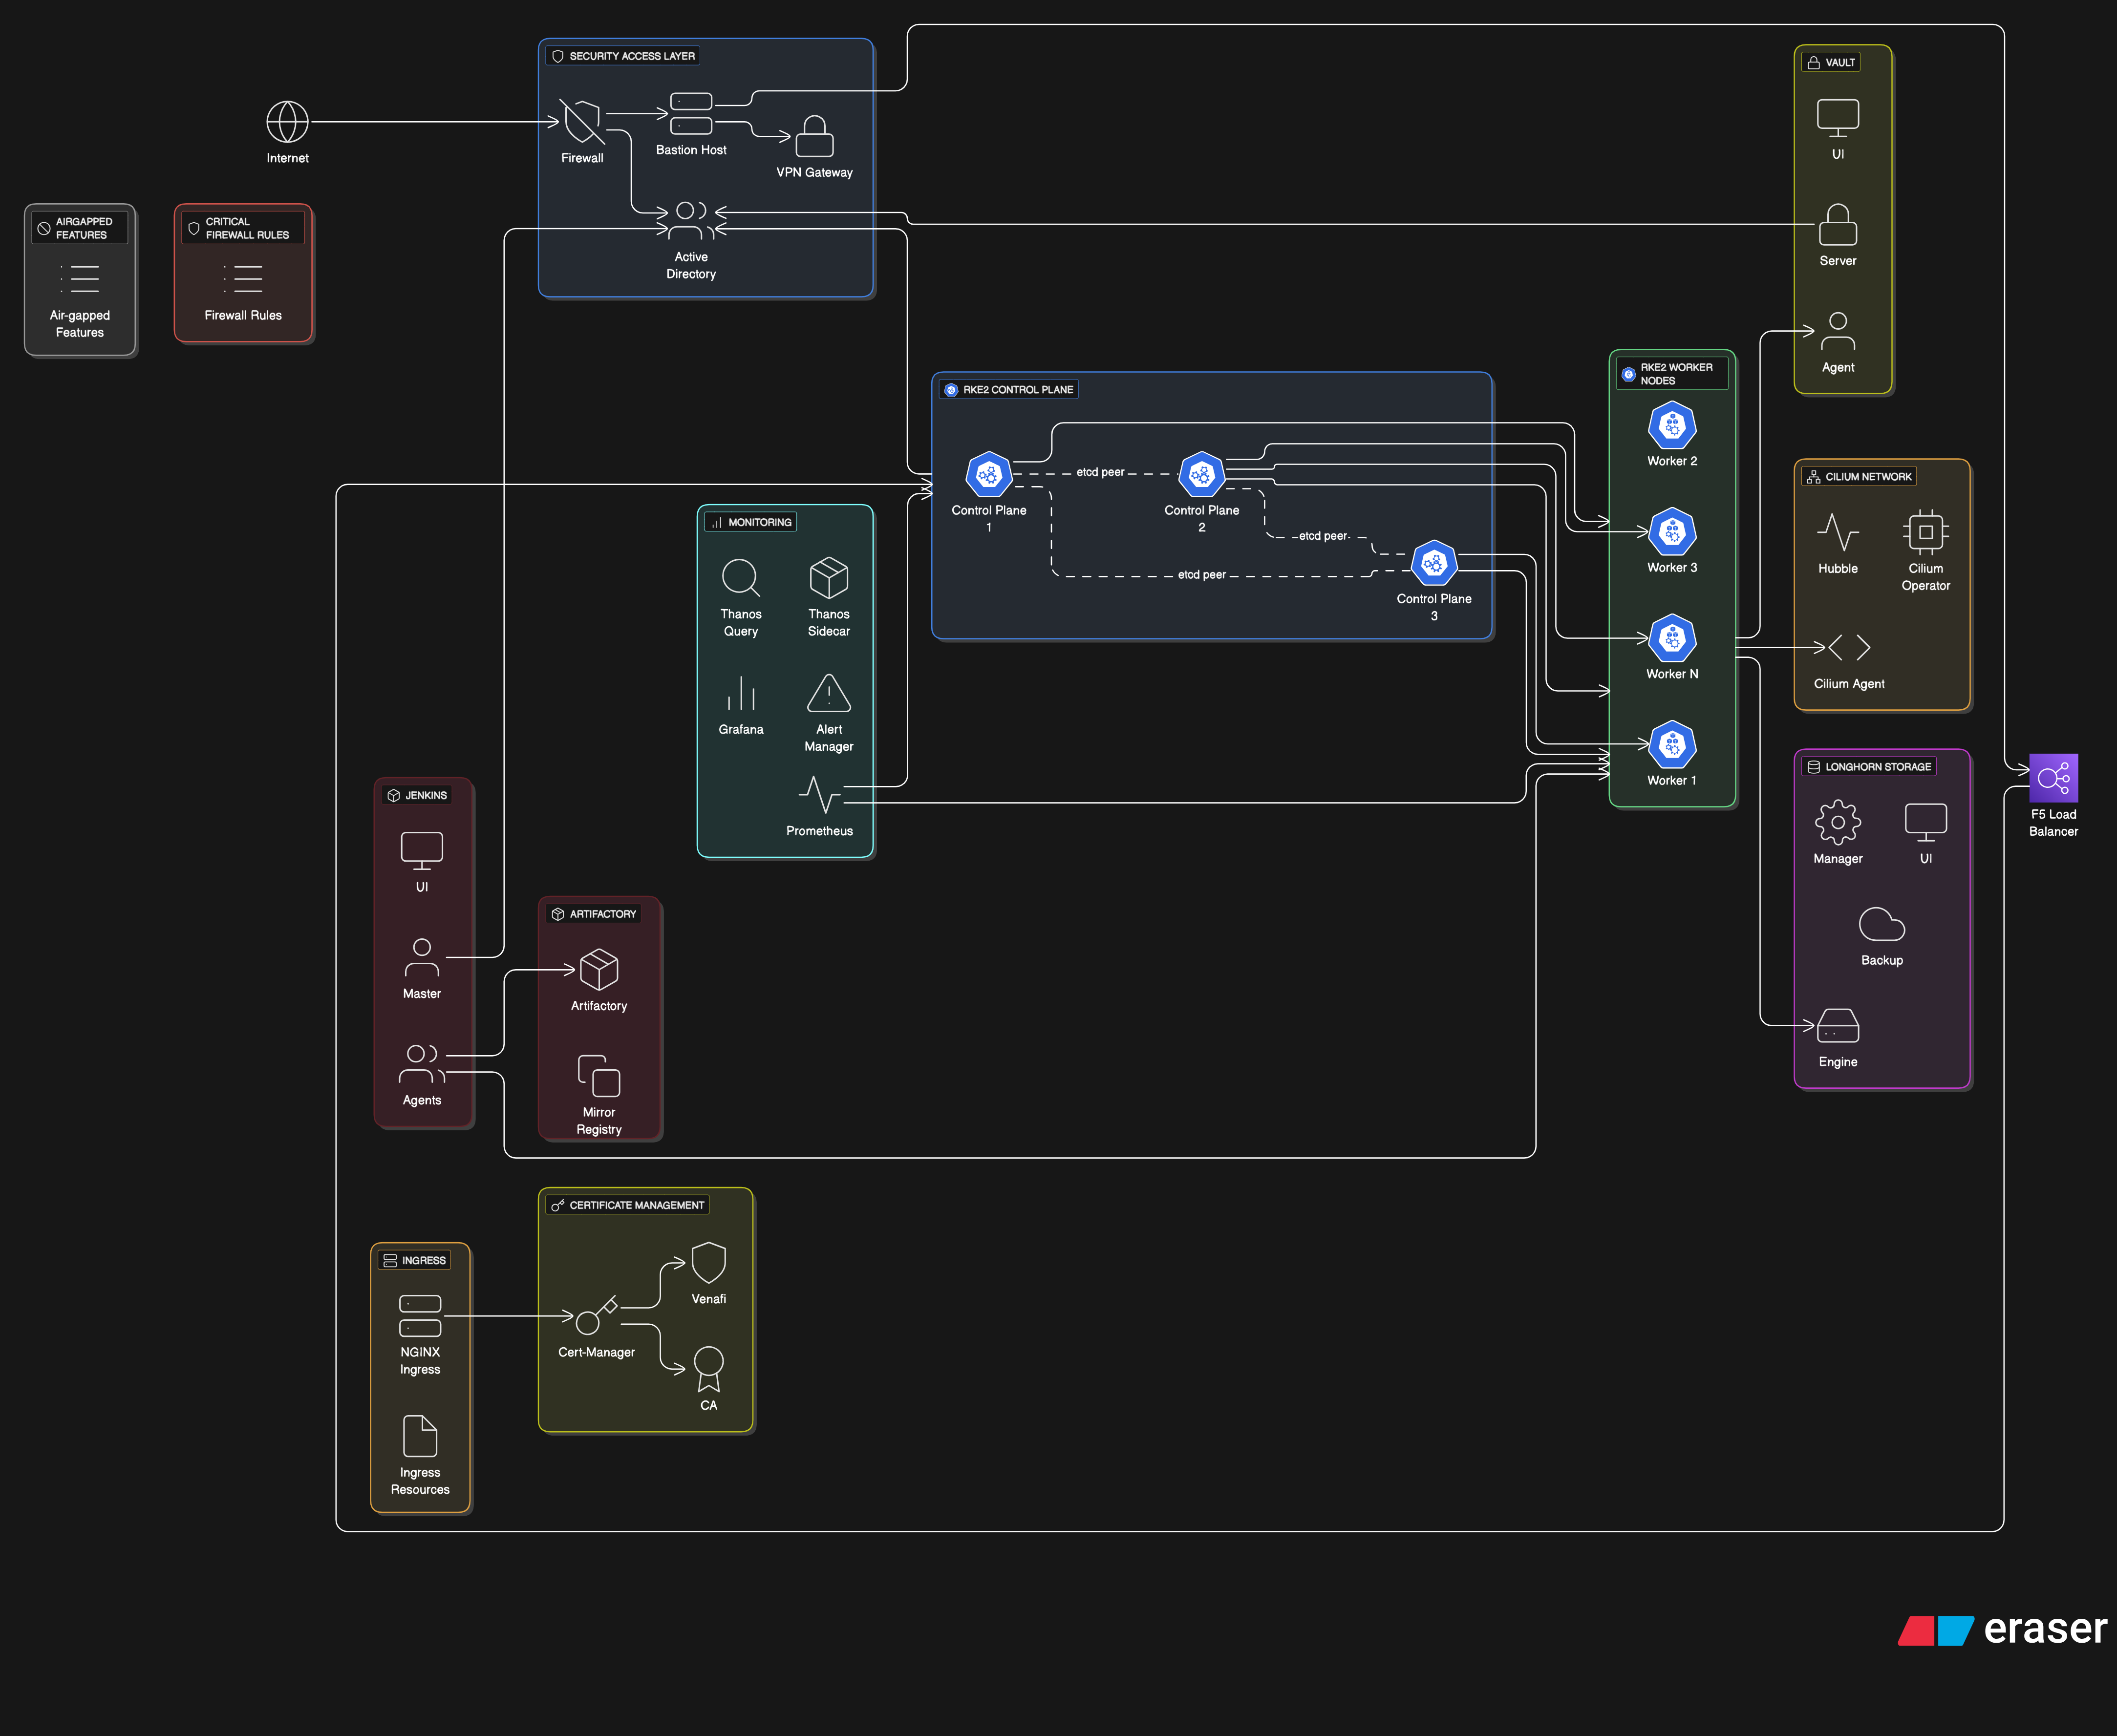 SECURITY ACCESS LAYER
Internet
Firewall
Bastion Host
VPN Gateway
Active
Directory
AIRGAPPED
FEATURES
Air-gapped
Features
CRITICAL
FIREWALL RULES
Firewall Rules
VAULT
UI
Server
Agent
RKE2 CONTROL PLANE
Control Plane
1
etcd peer
Control Plane
2
etcd peer
etcd peer
Control Plane
3
RKE2 WORKER
NODES
Worker 2
Worker 3
Worker N
Worker 1
CILIUM NETWORK
Hubble
Cilium
Operator
Cilium Agent
MONITORING
Thanos
Query
Thanos
Sidecar
Grafana
Alert
Manager
Prometheus
LONGHORN STORAGE
Manager
UI
Backup
Engine
F5 Load
Balancer
JENKINS
UI
Master
Agents
ARTIFACTORY
Artifactory
Mirror
Registry
CERTIFICATE MANAGEMENT
Venafi
Cert-Manager
CA
INGRESS
NGINX
Ingress
Ingress
Resources
eraser